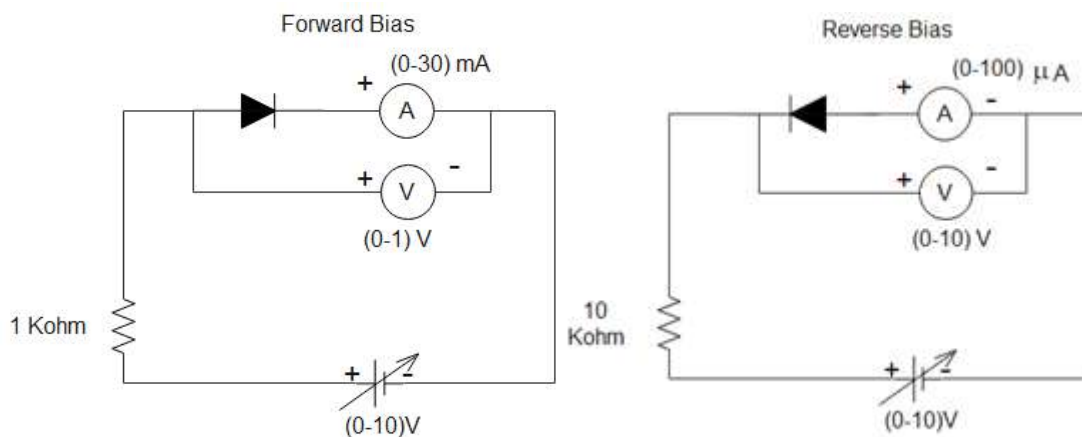 Forward Bias
(0-30) mA
+
A
+
V
-
(0-1) V
1 Kohm
+
-
(0-10)V
Reverse Bias
(0-100) μA
+
A
-
+
V
-
(0-10) V
10
Kohm
+
-
(0-10)V